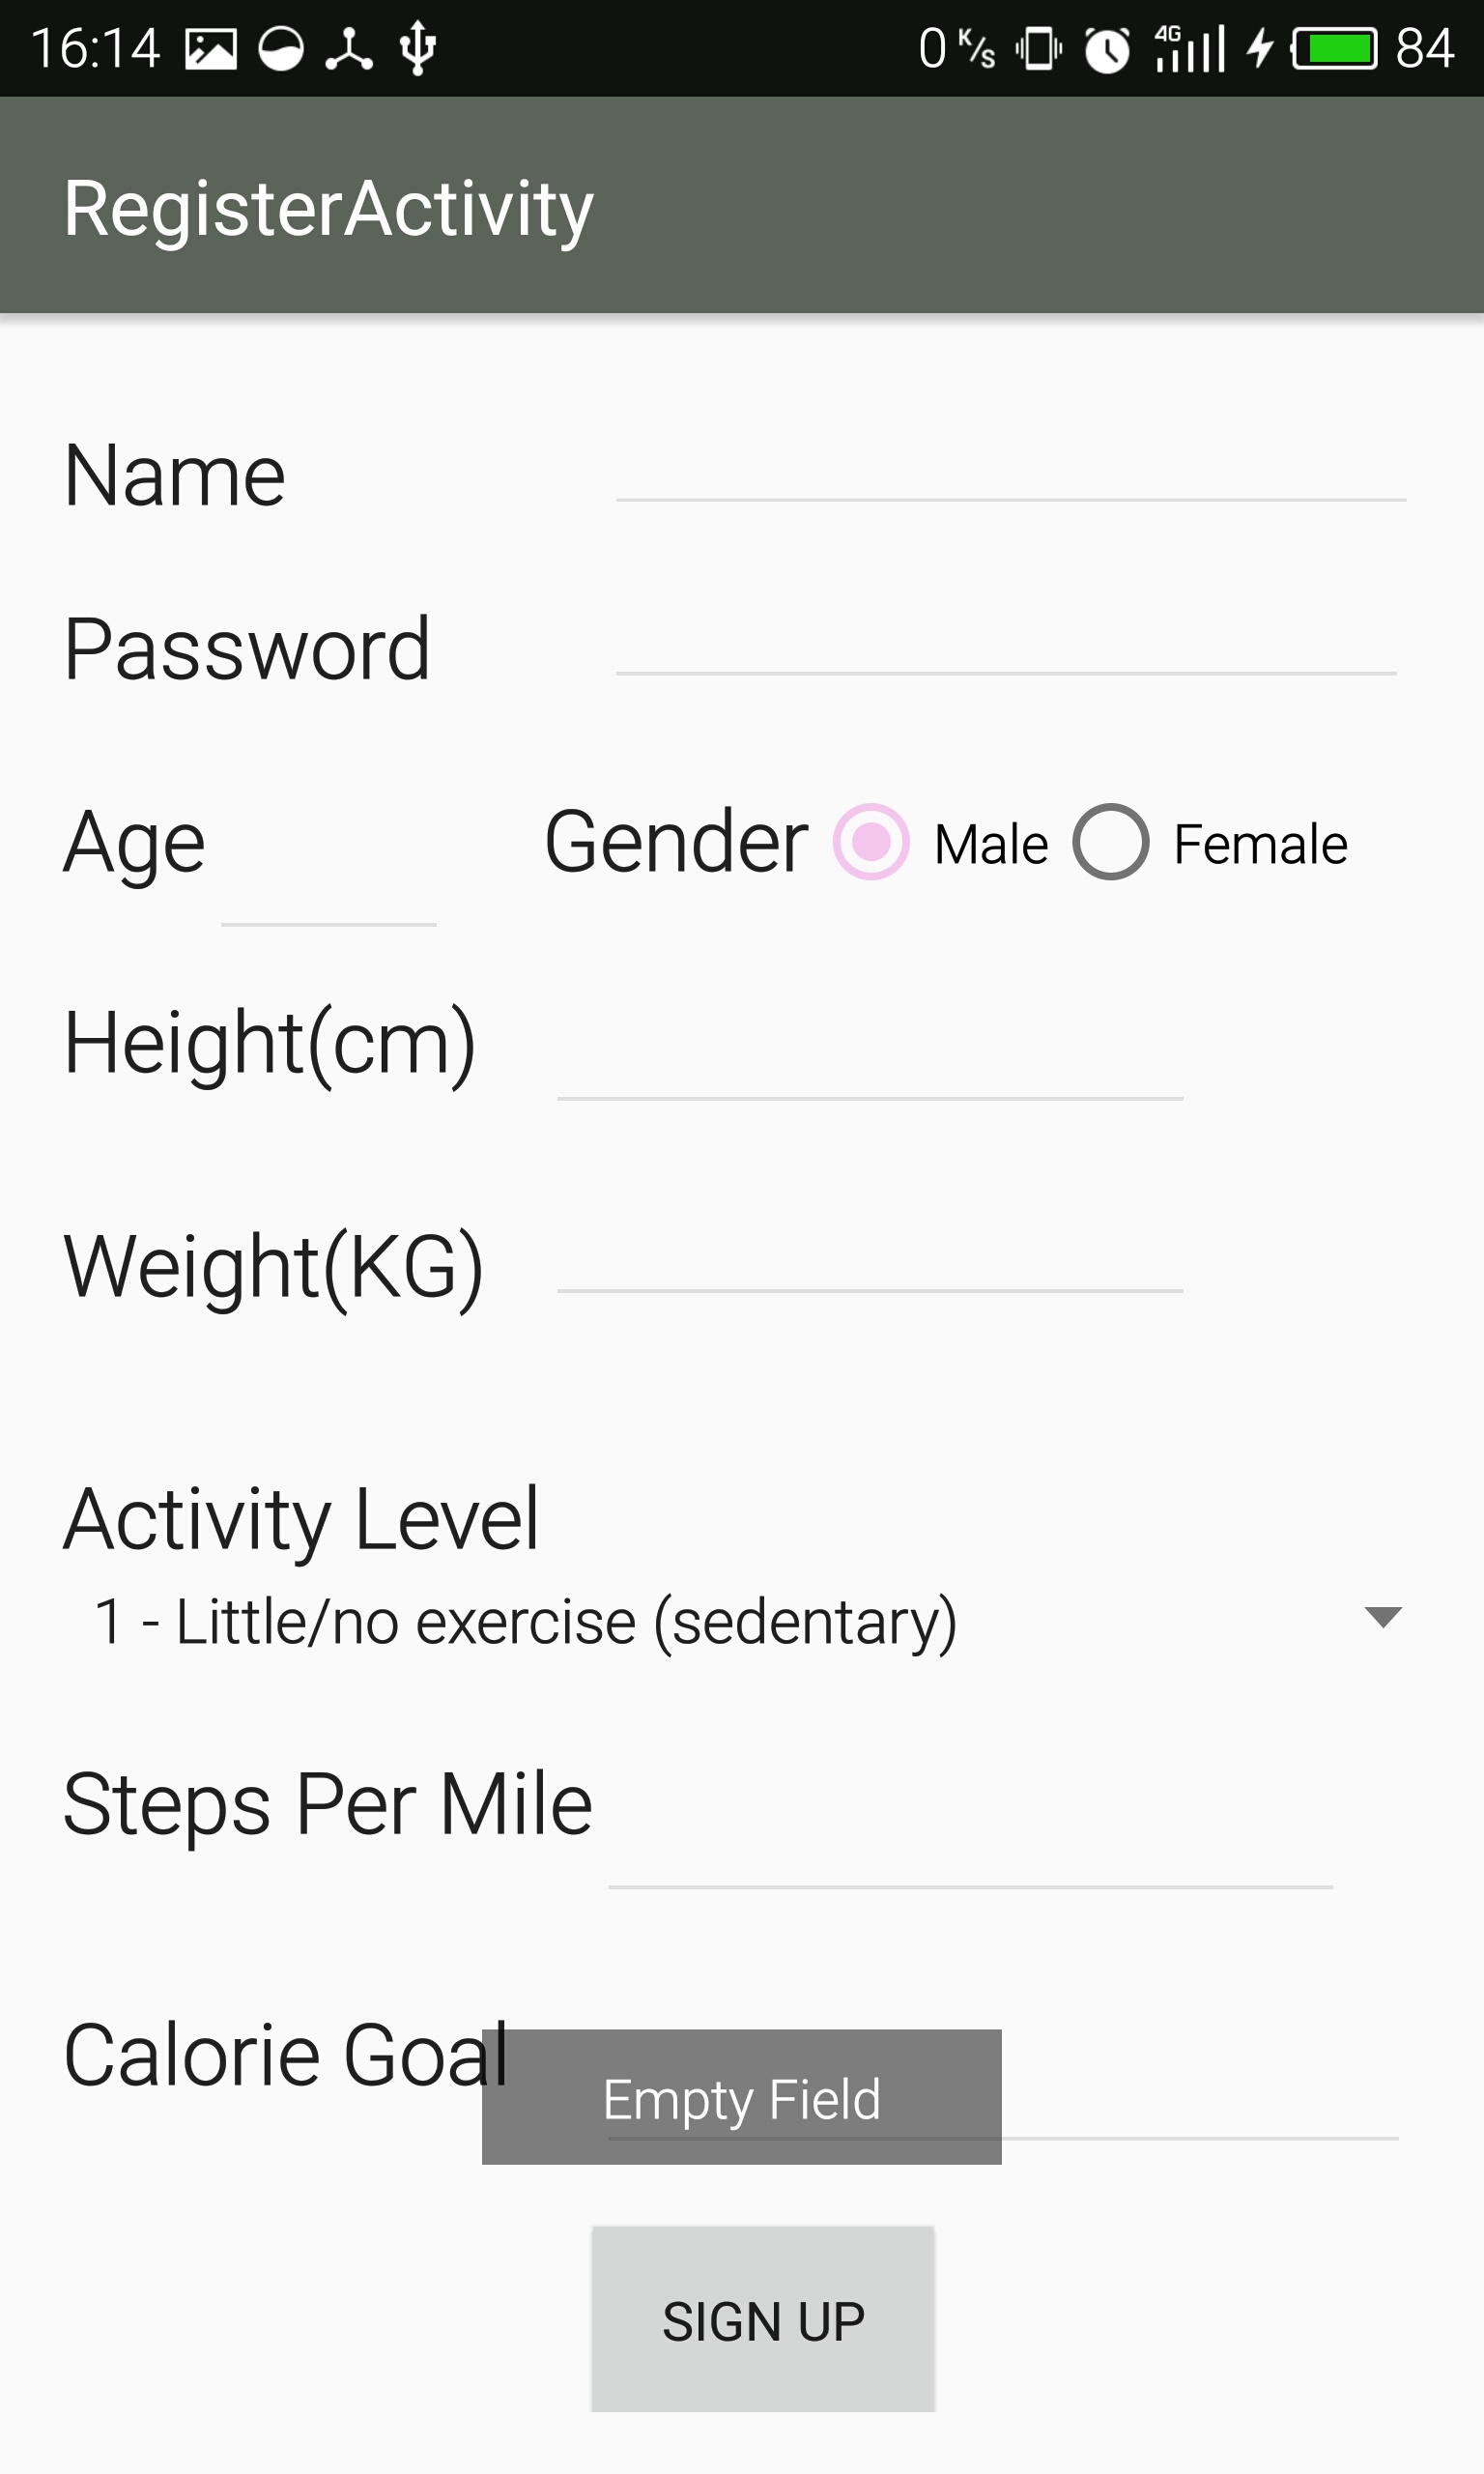 16:14 0 K/s 4G 84
RegisterActivity
Name
Password
Age Gender Male Female
Height(cm)
Weight(KG)
Activity Level
1 - Little/no exercise (sedentary)
Steps Per Mile
Calorie Goal
Empty Field
SIGN UP